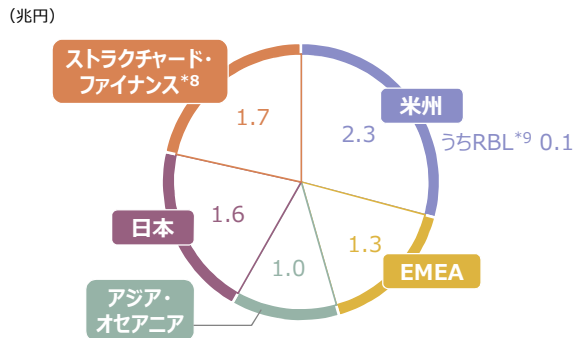 (兆円)
ストラクチャード・
ファイナンス*8
米州
1.7
2.3
うちRBL*9 0.1
1.6
日本
1.3
1.0
EMEA
アジア・
オセアニア